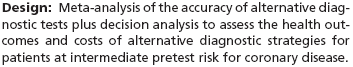 Design: Meta-analysis of the accuracy of alternative diag-
nostic tests plus decision analysis to assess the health out-
comes and costs of alternative diagnostic strategies for
patients at intermediate pretest risk for coronary disease.